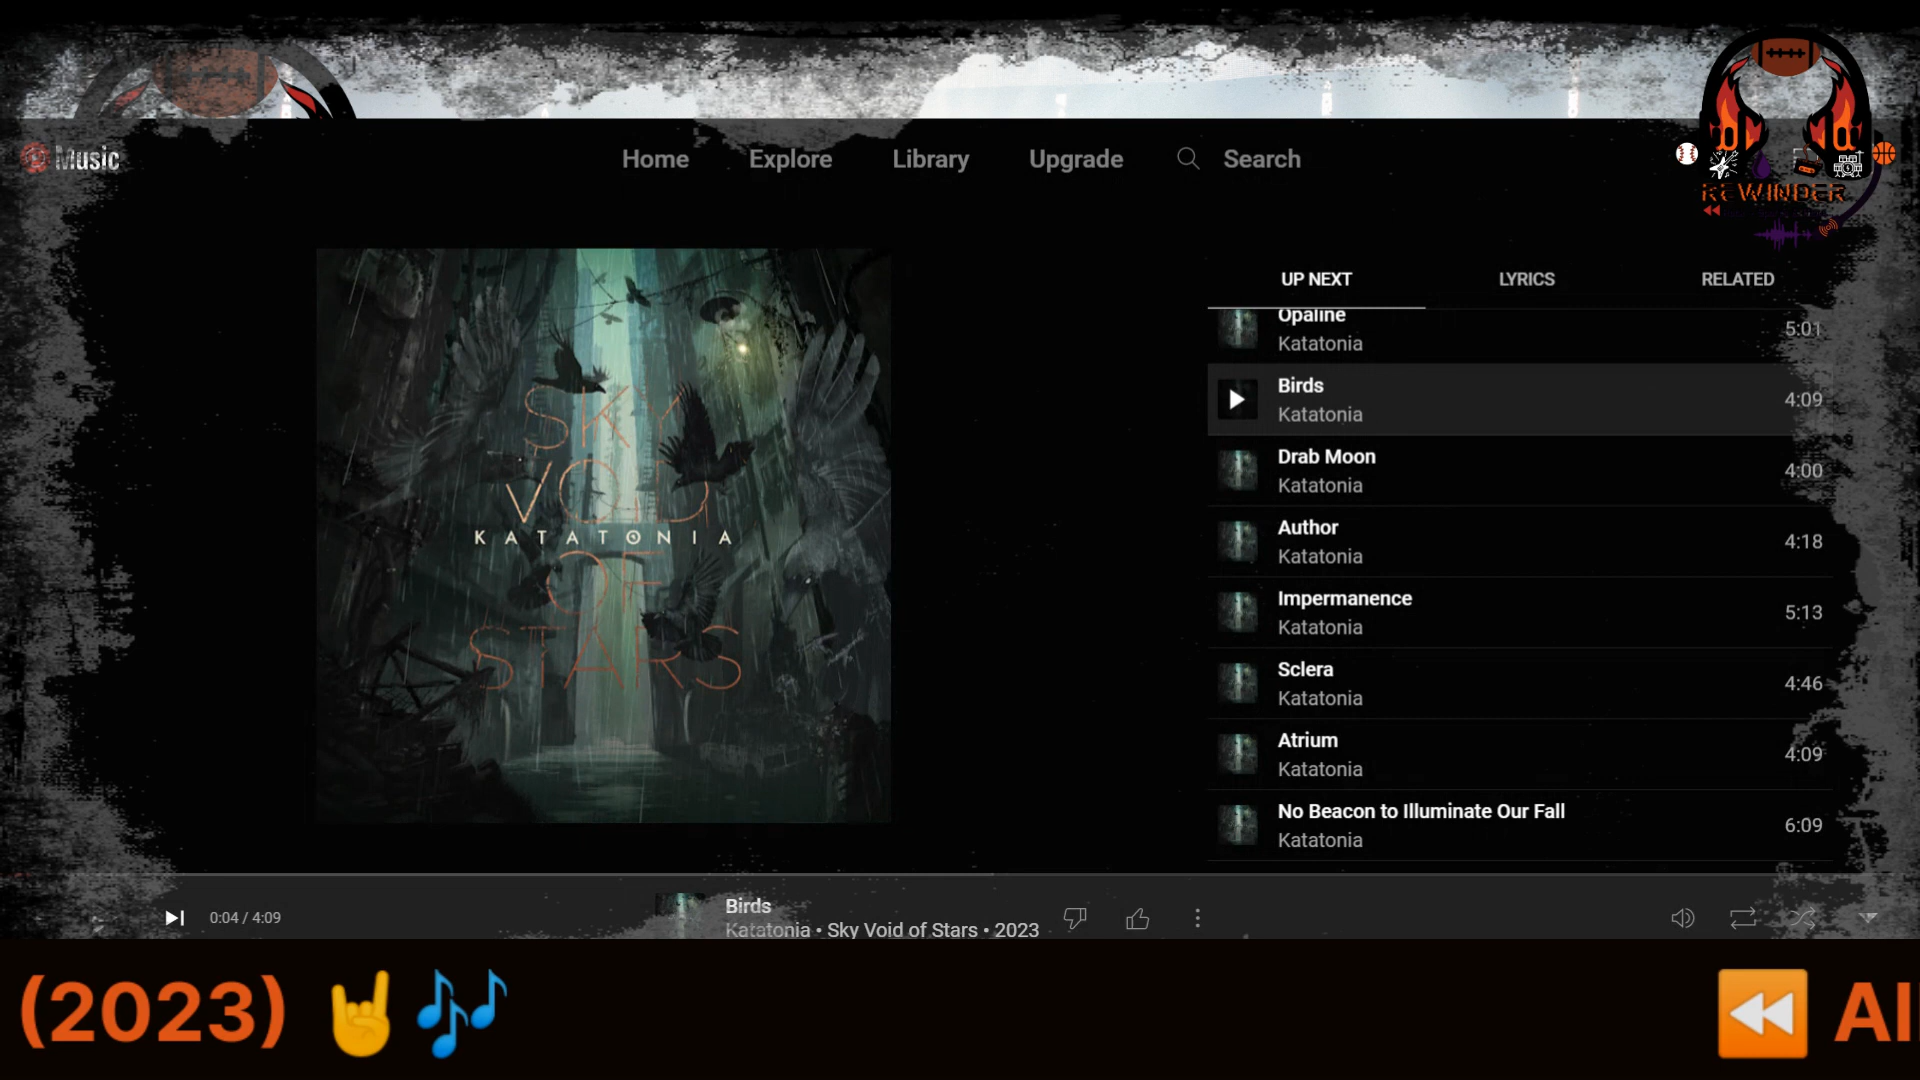 Music
Home
Explore
Library
Upgrade
Search
REWINDER
UP NEXT
LYRICS
RELATED
SKY
VOID
KATATONIA
OF
STARS
Opaline
Katatonia
5:01
Birds
Katatonia
4:09
Drab Moon
Katatonia
4:00
Author
Katatonia
4:18
Impermanence
Katatonia
5:13
Sclera
Katatonia
4:46
Atrium
Katatonia
4:09
No Beacon to Illuminate Our Fall
Katatonia
6:09
0:04 / 4:09
Birds
Katatonia • Sky Void of Stars • 2023
(2023) 🤘 🎶
⏪ Al